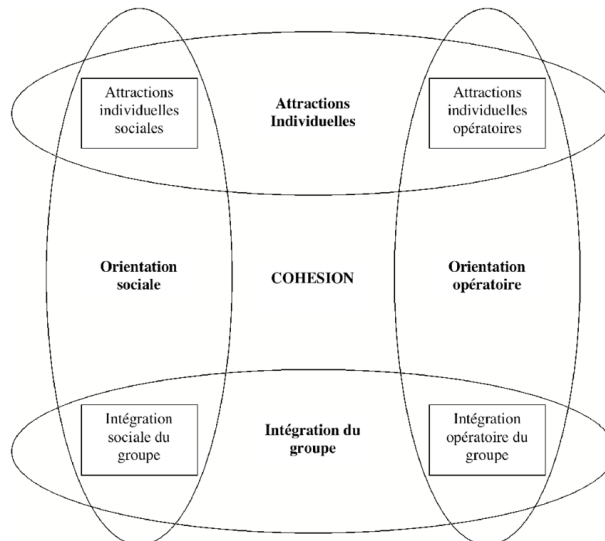 Attractions
individuelles
sociales
Attractions
Individuelles
Attractions
individuelles
opératoires
Orientation
sociale
COHESION
Orientation
opératoire
Intégration
sociale du
groupe
Intégration du
groupe
Intégration
opératoire du
groupe